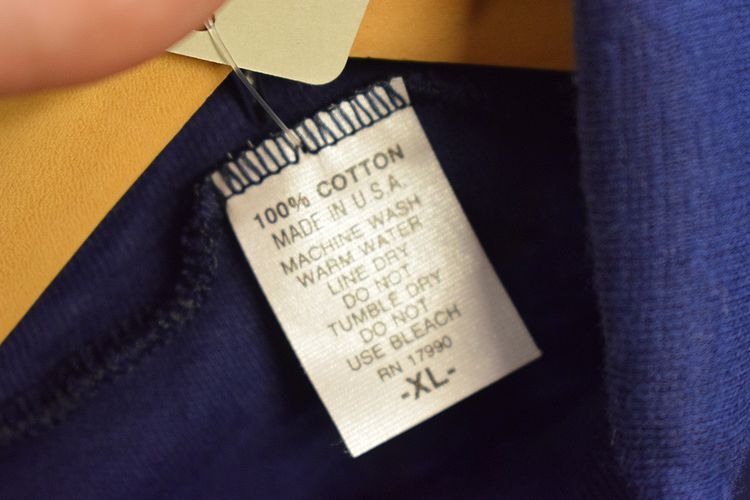 100% COTTON
MADE IN U.S.A.
MACHINE WASH
WARM WATER
LINE DRY
DO NOT
TUMBLE DRY
DO NOT
USE BLEACH
RN 17990
-XL-